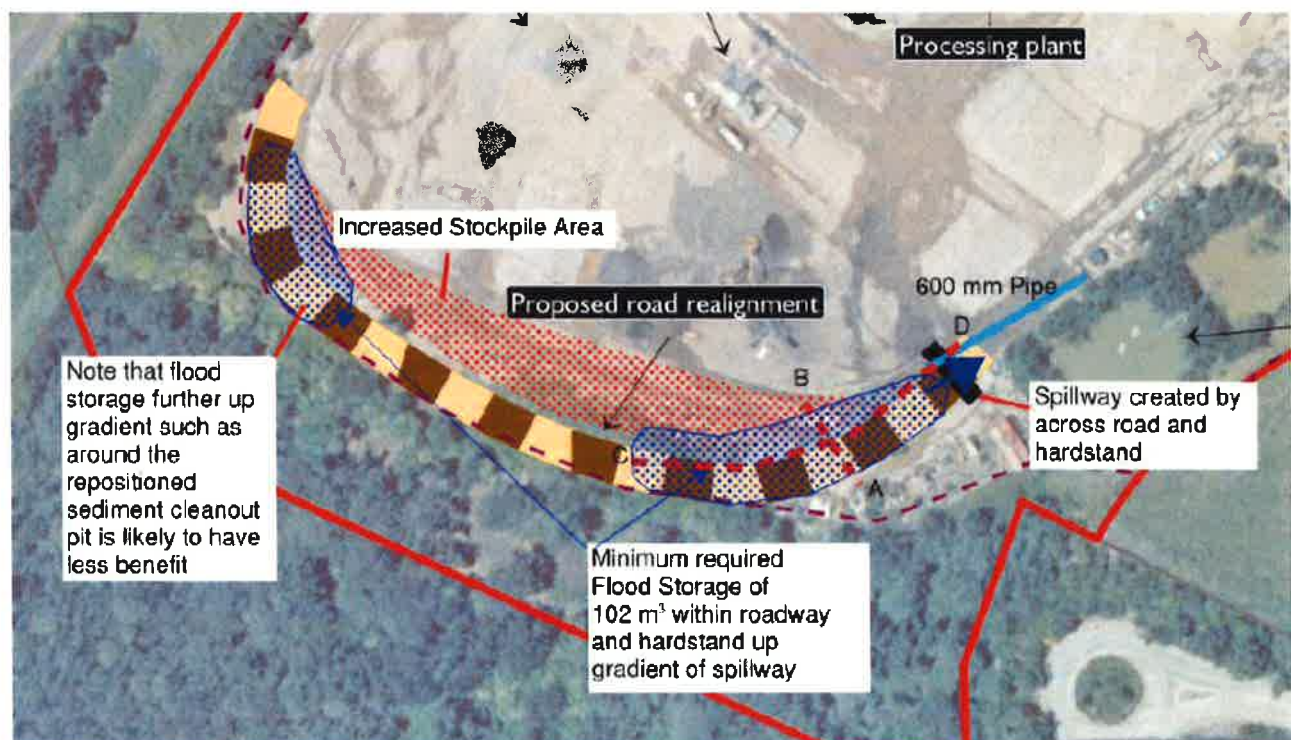 Processing plant
Increased Stockpile Area
600 mm Pipe
Proposed road realignment
D
B
Note that flood
storage further up
gradient such as
around the
repositioned
sediment cleanout
pit is likely to have
less benefit
Spillway created by
across road and
hardstand
C
A
Minimum required
Flood Storage of
102 m³ within roadway
and hardstand up
gradient of spillway